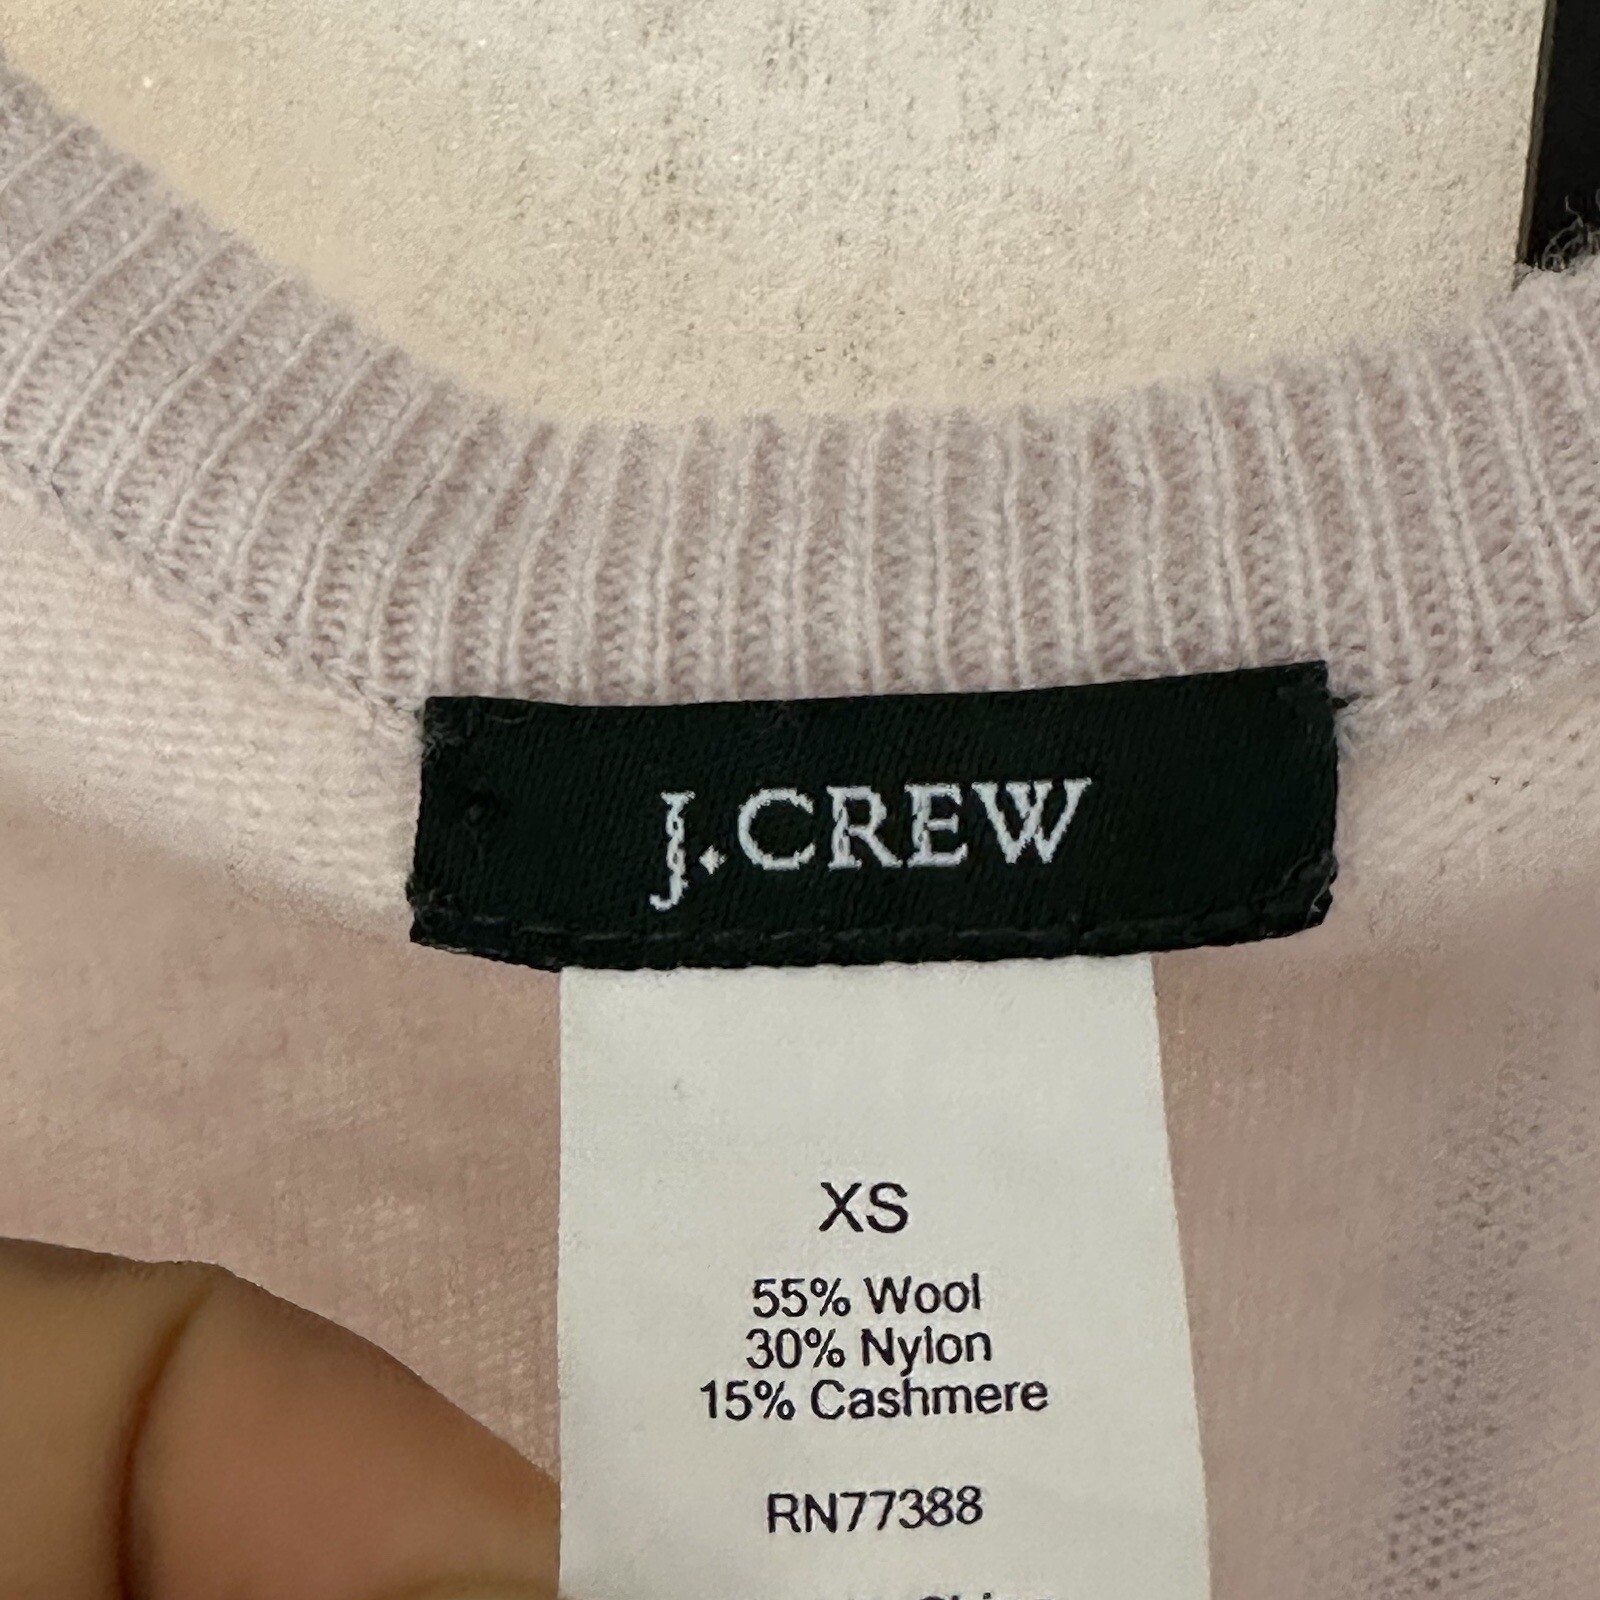 J.CREW
XS
55% Wool
30% Nylon
15% Cashmere
RN77388